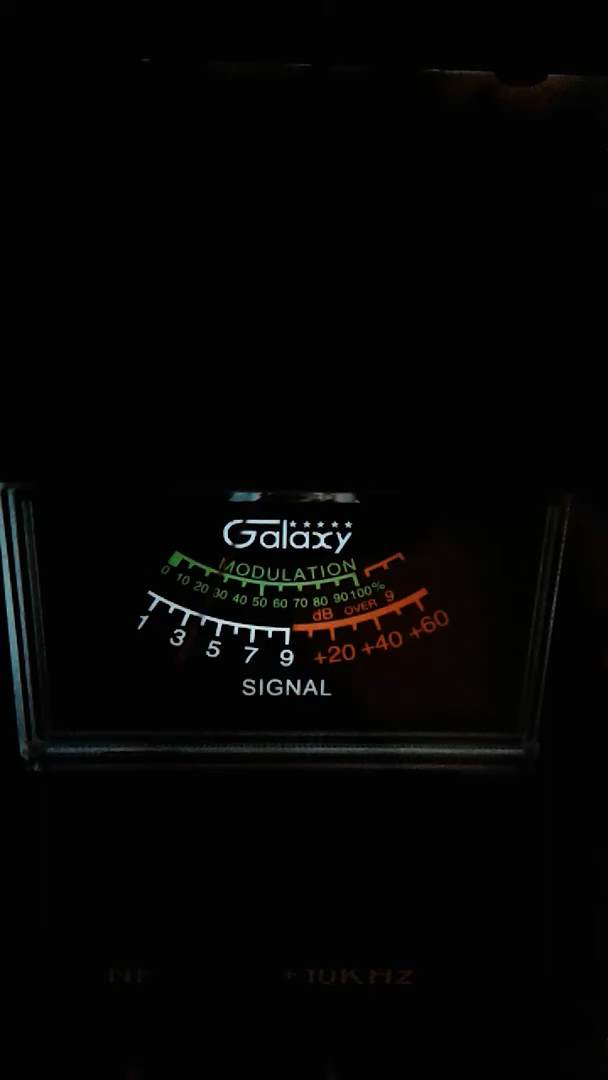 Galaxy
MODULATION
0 10 20 30 40 50 60 70 80 90 100%
dB OVER 9
1 3 5 7 9 +20 +40 +60
SIGNAL
+10KHz